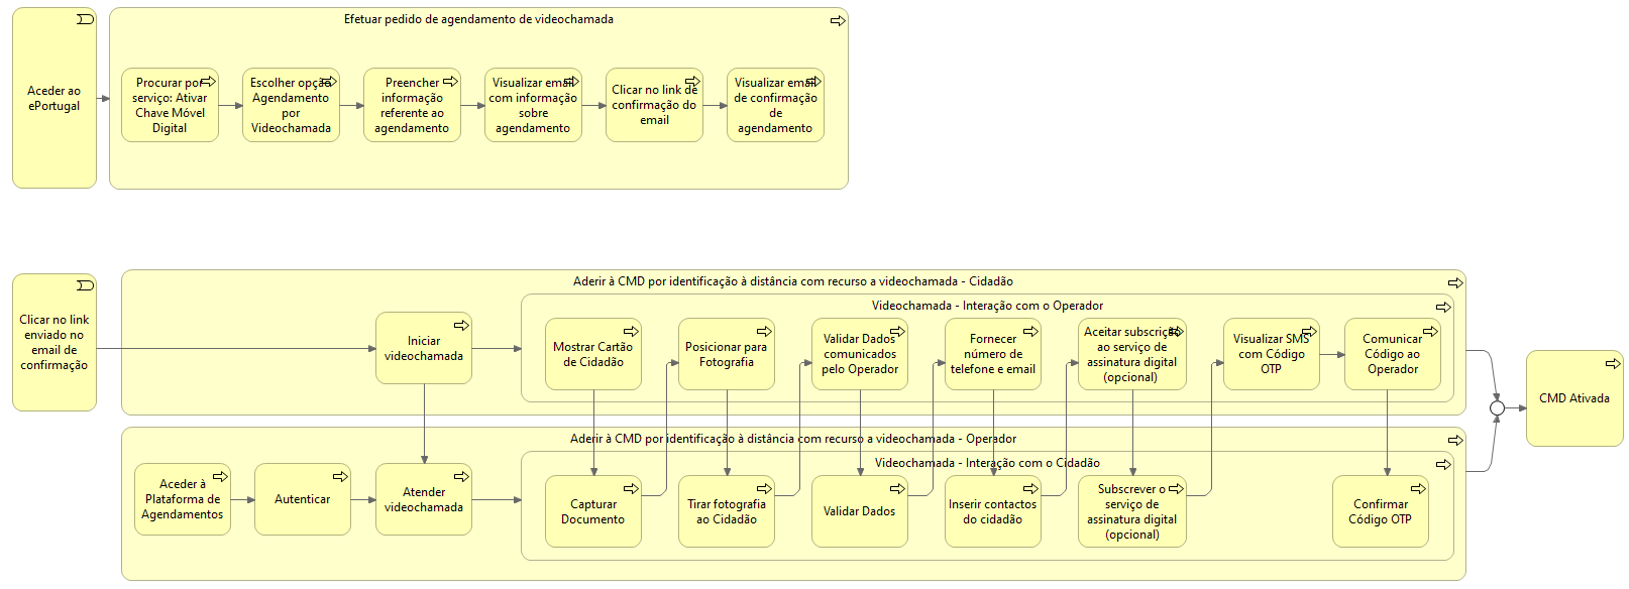 Efetuar pedido de agendamento de videochamada
Aceder ao
ePortugal
Procurar por
serviço: Ativar
Chave Móvel
Digital
Escolher opção
Agendamento
por
Videochamada
Preencher
informação
referente ao
agendamento
Visualizar email
com informação
sobre
agendamento
Clicar no link de
confirmação do
email
Visualizar email
de confirmação
de
agendamento
Clicar no link
enviado no
email de
confirmação
Aderir à CMD por identificação à distância com recurso a videochamada - Cidadão
Iniciar
videochamada
Videochamada - Interação com o Operador
Mostrar Cartão
de Cidadão
Posicionar para
Fotografia
Validar Dados
comunicados
pelo Operador
Fornecer
número de
telefone e email
Aceitar subscrição
ao serviço de
assinatura digital
(opcional)
Visualizar SMS
com Código
OTP
Comunicar
Código ao
Operador
CMD Ativada
Aderir à CMD por identificação à distância com recurso a videochamada - Operador
Aceder à
Plataforma de
Agendamentos
Autenticar
Atender
videochamada
Videochamada - Interação com o Cidadão
Capturar
Documento
Tirar fotografia
ao Cidadão
Validar Dados
Inserir contactos
do cidadão
Subscrever o
serviço de
assinatura digital
(opcional)
Confirmar
Código OTP